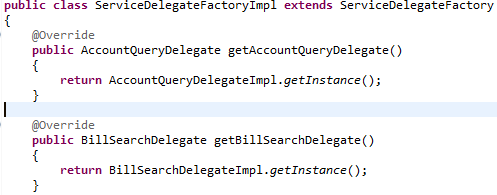 public class ServiceDelegateFactoryImpl extends ServiceDelegateFactory
{
@Override
public AccountQueryDelegate getAccountQueryDelegate()
{
return AccountQueryDelegateImpl.getInstance();
}
@Override
public BillSearchDelegate getBillSearchDelegate()
{
return BillSearchDelegateImpl.getInstance();
}